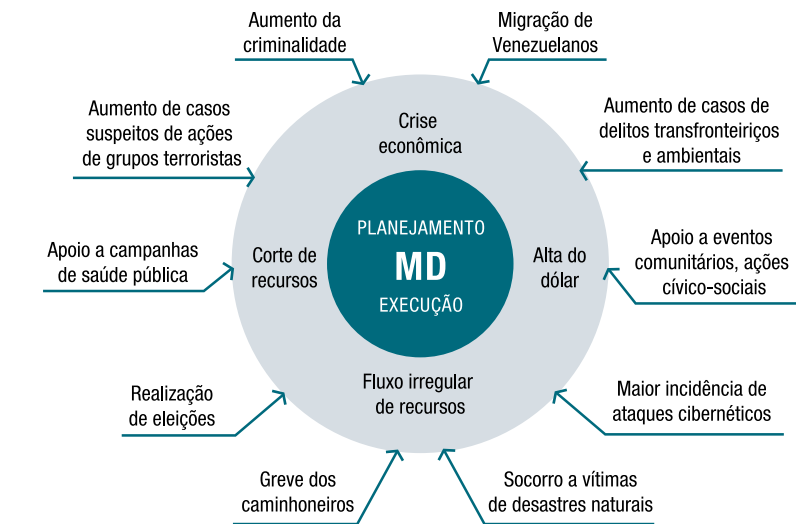 Aumento da
criminalidade
Migração de
Venezuelanos
Aumento de casos
suspeitos de ações
de grupos terroristas
Aumento de casos de
delitos transfronteiriços
e ambientais
Crise
econômica
Apoio a campanhas
de saúde pública
Corte de
recursos
PLANEJAMENTO
MD
EXECUÇÃO
Alta do
dólar
Apoio a eventos
comunitários, ações
cívico-sociais
Fluxo irregular
de recursos
Realização
de eleições
Maior incidência de
ataques cibernéticos
Greve dos
caminhoneiros
Socorro a vítimas
de desastres naturais